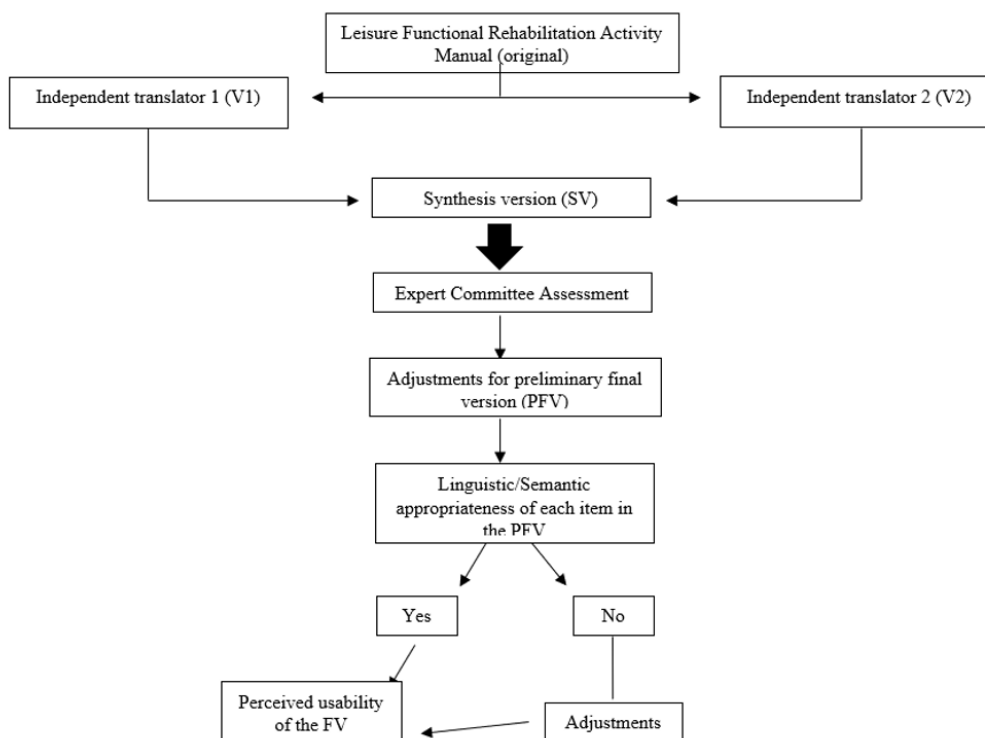 Leisure Functional Rehabilitation Activity
Manual (original)
Independent translator 1 (V1)
Independent translator 2 (V2)
Synthesis version (SV)
Expert Committee Assessment
Adjustments for preliminary final
version (PFV)
Linguistic/Semantic
appropriateness of each item in
the PFV
Yes
No
Perceived usability
of the FV
Adjustments